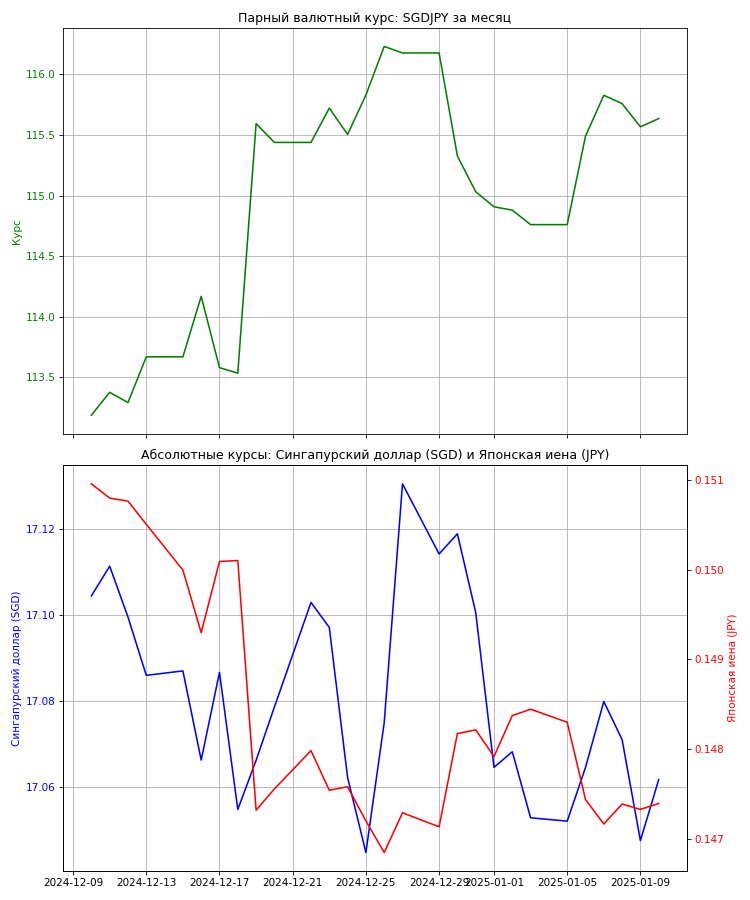 Парный валютный курс: SGDJPY за месяц
116.0
115.5
115.0
114.5
114.0
113.5
Курс
Абсолютные курсы: Сингапурский доллар (SGD) и Японская иена (JPY)
17.12
17.10
17.08
17.06
Сингапурский доллар (SGD)
0.151
0.150
0.149
0.148
0.147
Японская иена (JPY)
2024-12-09 2024-12-13 2024-12-17 2024-12-21 2024-12-25 2024-12-29 2025-01-01 2025-01-05 2025-01-09